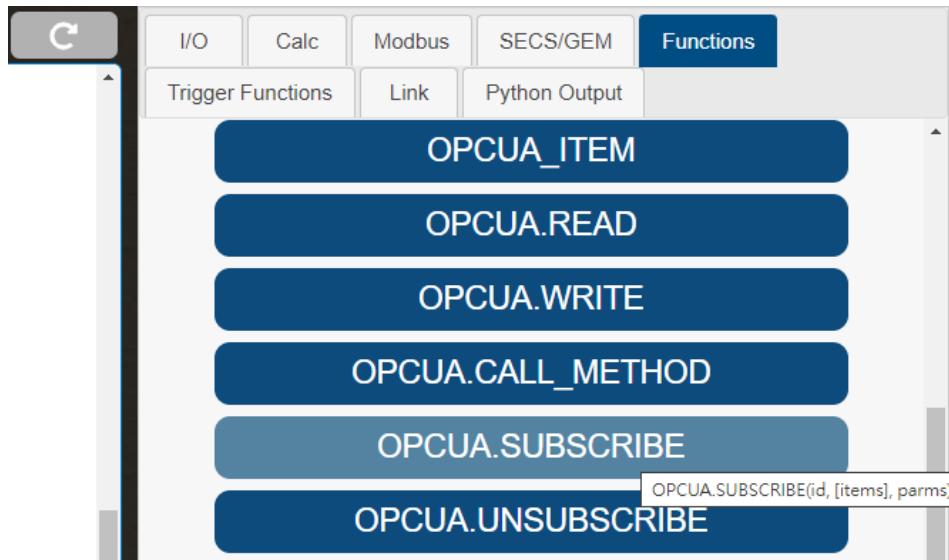 I/O Calc Modbus SECS/GEM Functions
Trigger Functions Link Python Output
OPCUA_ITEM
OPCUA.READ
OPCUA.WRITE
OPCUA.CALL_METHOD
OPCUA.SUBSCRIBE
OPCUA.SUBSCRIBE(id, [items], parms)
OPCUA.UNSUBSCRIBE